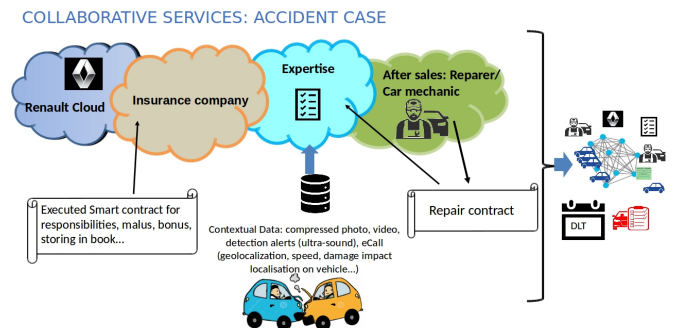 COLLABORATIVE SERVICES: ACCIDENT CASE
Renault Cloud
Insurance company
Expertise
After sales: Reparer/
Car mechanic
Executed Smart contract for
responsibilities, malus, bonus,
storing in book...
Contextual Data: compressed photo, video,
detection alerts (ultra-sound), eCall
(geolocalization, speed, damage impact
localisation on vehicle...)
Repair contract
DLT